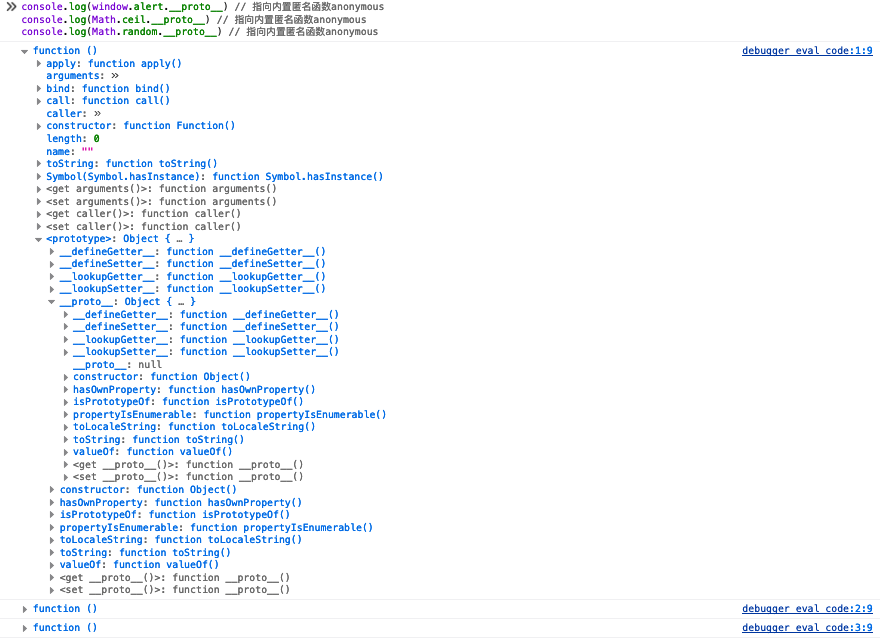 console.log(window.alert.__proto__) // 指向内置匿名函数anonymous
console.log(Math.ceil.__proto__) // 指向内置匿名函数anonymous
console.log(Math.random.__proto__) // 指向内置匿名函数anonymous
function () debugger eval code:1:9
apply: function apply()
arguments: »
bind: function bind()
call: function call()
caller: »
constructor: function Function()
length: 0
name: ""
toString: function toString()
Symbol(Symbol.hasInstance): function Symbol.hasInstance()
<get arguments()>: function arguments()
<set arguments()>: function arguments()
<get caller()>: function caller()
<set caller()>: function caller()
<prototype>: Object { … }
__defineGetter__: function __defineGetter__()
__defineSetter__: function __defineSetter__()
__lookupGetter__: function __lookupGetter__()
__lookupSetter__: function __lookupSetter__()
__proto__: Object { … }
__defineGetter__: function __defineGetter__()
__defineSetter__: function __defineSetter__()
__lookupGetter__: function __lookupGetter__()
__lookupSetter__: function __lookupSetter__()
__proto__: null
constructor: function Object()
hasOwnProperty: function hasOwnProperty()
isPrototypeOf: function isPrototypeOf()
propertyIsEnumerable: function propertyIsEnumerable()
toLocaleString: function toLocaleString()
toString: function toString()
valueOf: function valueOf()
<get __proto__()>: function __proto__()
<set __proto__()>: function __proto__()
constructor: function Object()
hasOwnProperty: function hasOwnProperty()
isPrototypeOf: function isPrototypeOf()
propertyIsEnumerable: function propertyIsEnumerable()
toLocaleString: function toLocaleString()
toString: function toString()
valueOf: function valueOf()
<get __proto__()>: function __proto__()
<set __proto__()>: function __proto__()
function () debugger eval code:2:9
function () debugger eval code:3:9